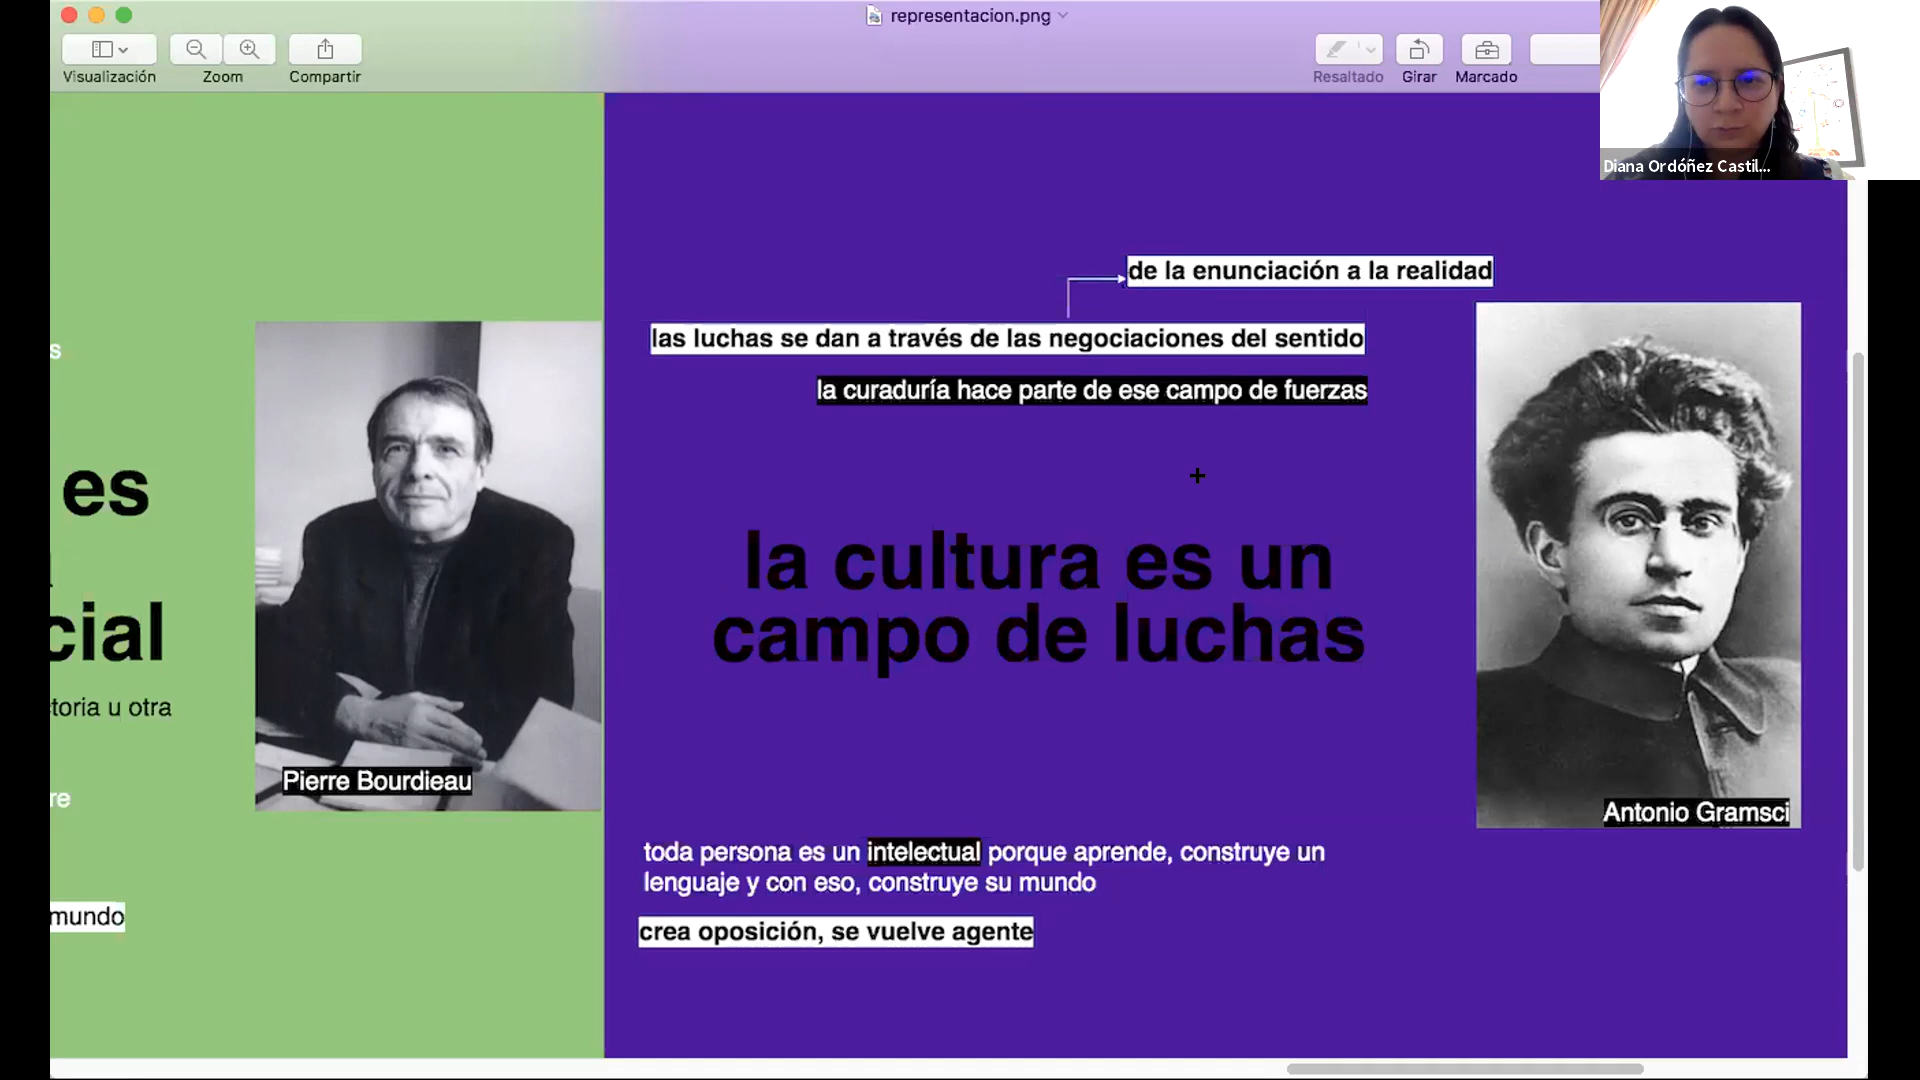 representacion.png
Visualización
Zoom
Compartir
Resaltado
Girar
Marcado
Diana Ordóñez Castil...
s
es
cial
toria u otra
re
mundo
Pierre Bourdieau
de la enunciación a la realidad
las luchas se dan a través de las negociaciones del sentido
la curaduría hace parte de ese campo de fuerzas
la cultura es un
campo de luchas
Antonio Gramsci
toda persona es un intelectual porque aprende, construye un
lenguaje y con eso, construye su mundo
crea oposición, se vuelve agente